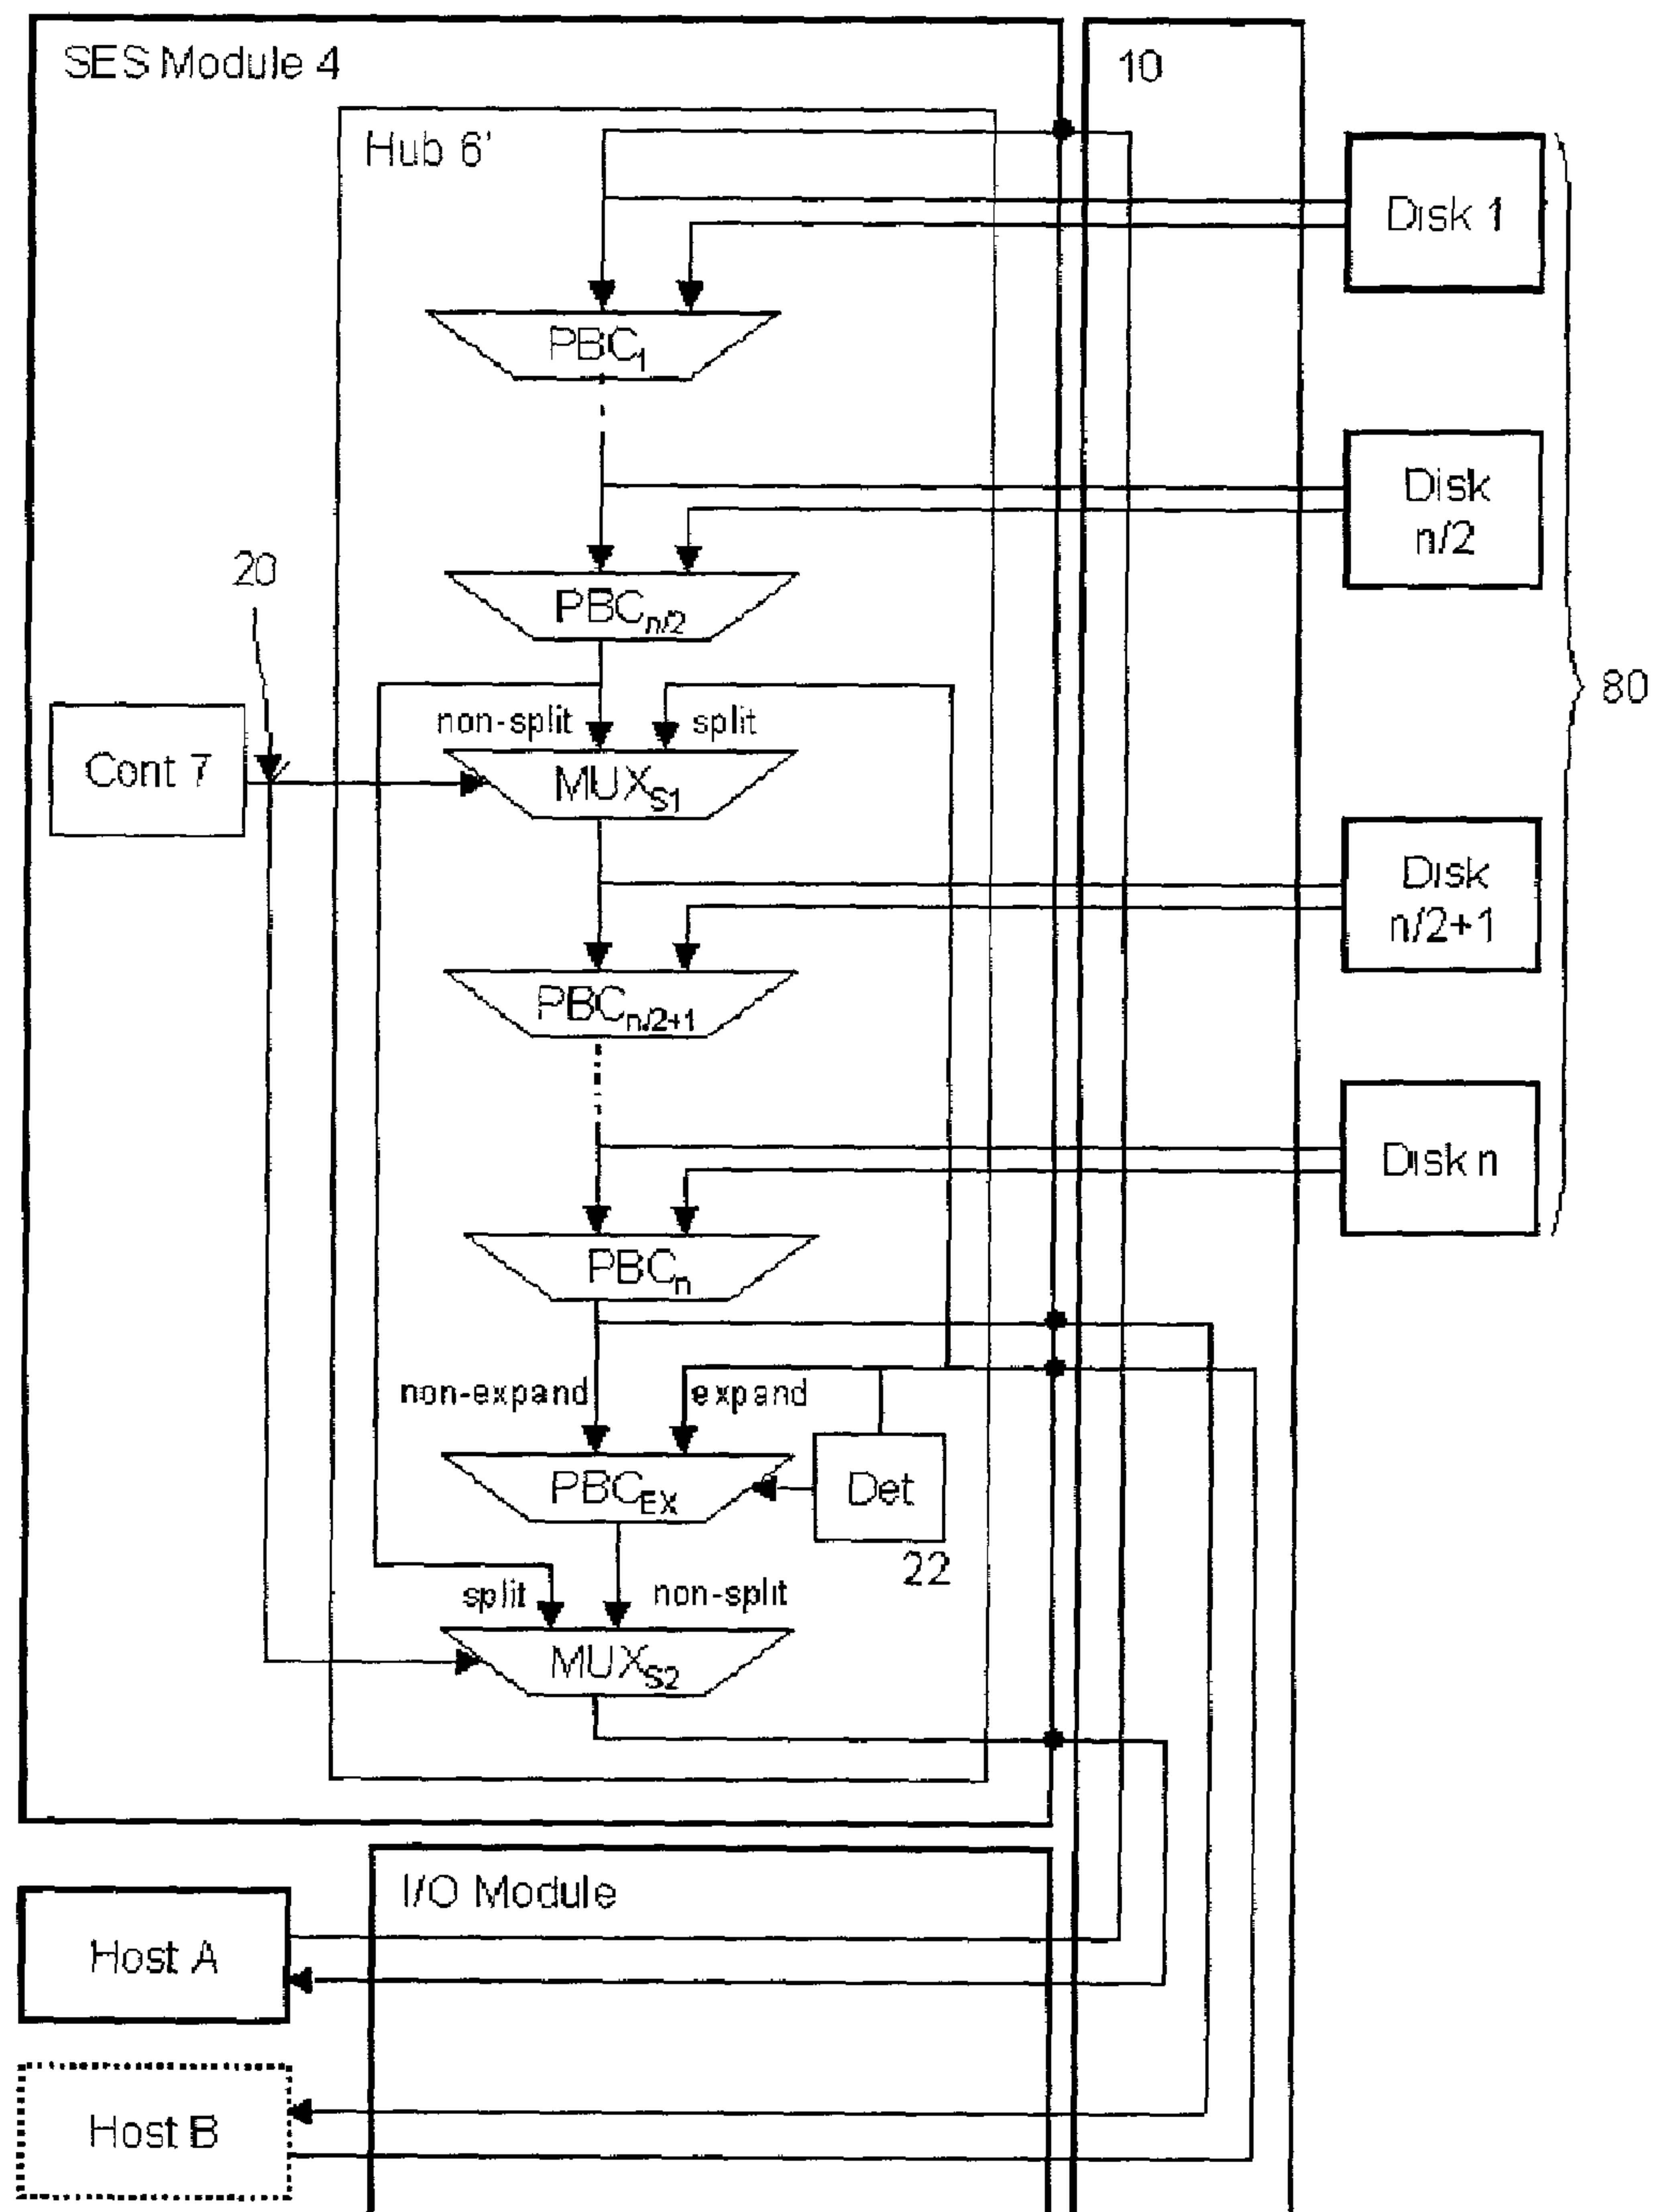 SES Module 4
10
Hub 6'
Disk 1
PBC1
Disk
n/2
20
PBCn/2
80
non-split
split
Cont 7
MUXS1
Disk
n/2+1
PBCn/2+1
Disk n
PBCn
non-expand
expand
PBCEX
Det
22
split
non-split
MUXS2
I/O Module
Host A
Host B